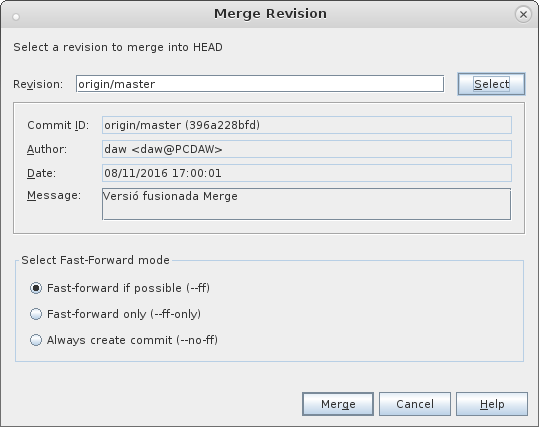 Merge Revision
Select a revision to merge into HEAD
Revision: origin/master Select
Commit ID: origin/master (396a228bfd)
Author: daw <daw@PCDAW>
Date: 08/11/2016 17:00:01
Message: Versió fusionada Merge
Select Fast-Forward mode
Fast-forward if possible (--ff)
Fast-forward only (--ff-only)
Always create commit (--no-ff)
Merge Cancel Help